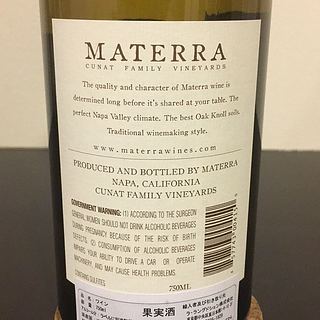 MATERRA
CUNAT FAMILY VINEYARDS
The quality and character of Materra wine is
determined long before it's shared at your table. The
perfect Napa Valley climate. The best Oak Knoll soils.
Traditional winemaking style.
www.materrawines.com
PRODUCED AND BOTTLED BY MATERRA
NAPA, CALIFORNIA
CUNAT FAMILY VINEYARDS
GOVERNMENT WARNING: (1) ACCORDING TO THE SURGEON
GENERAL, WOMEN SHOULD NOT DRINK ALCOHOLIC BEVERAGES
DURING PREGNANCY BECAUSE OF THE RISK OF BIRTH
DEFECTS. (2) CONSUMPTION OF ALCOHOLIC BEVERAGES
IMPAIRS YOUR ABILITY TO DRIVE A CAR OR OPERATE
MACHINERY, AND MAY CAUSE HEALTH PROBLEMS.
CONTAINS SULFITES
750ML
ワイン
果実酒